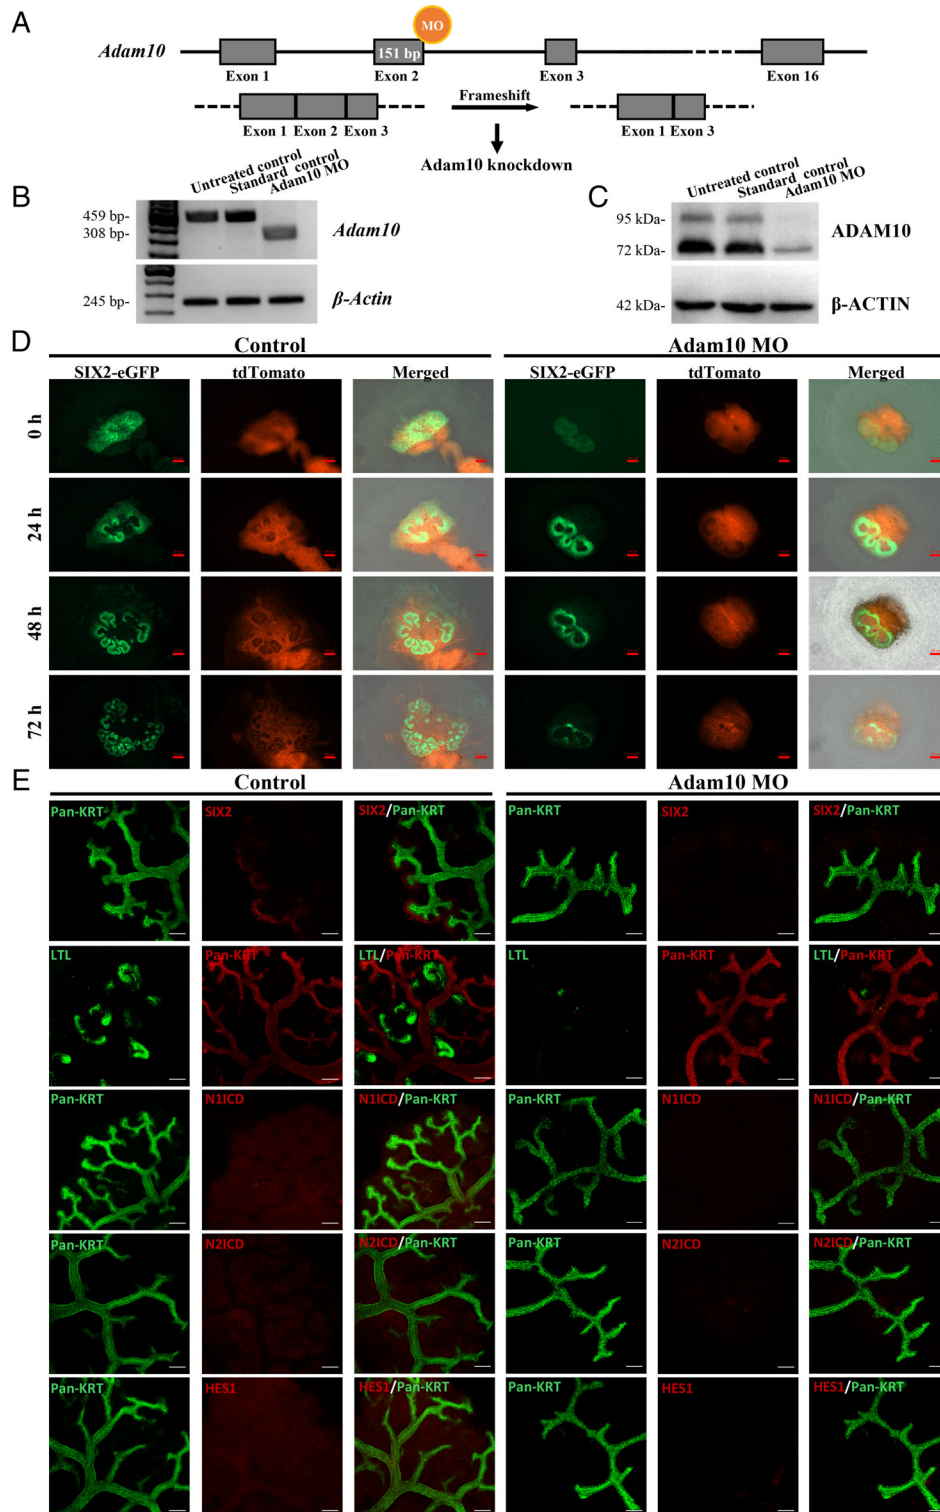 A
MO
Adam10
151 bp
Exon 1
Exon 2
Exon 3
Exon 16
Frameshift
Exon 1 Exon 2 Exon 3
Exon 1 Exon 3
Adam10 knockdown
B
Untreated control
Standard control
Adam10 MO
459 bp-
308 bp-
Adam10
245 bp-
β-Actin
C
Untreated control
Standard control
Adam10 MO
95 kDa-
72 kDa-
ADAM10
42 kDa-
β-ACTIN
D
Control
Adam10 MO
SIX2-eGFP tdTomato Merged SIX2-eGFP tdTomato Merged
0 h
24 h
48 h
72 h
E
Control
Adam10 MO
Pan-KRT SIX2 SIX2/Pan-KRT Pan-KRT SIX2 SIX2/Pan-KRT
LTL Pan-KRT LTL/Pan-KRT LTL Pan-KRT LTL/Pan-KRT
Pan-KRT N1ICD N1ICD/Pan-KRT Pan-KRT N1ICD N1ICD/Pan-KRT
Pan-KRT N2ICD N2ICD/Pan-KRT Pan-KRT N2ICD N2ICD/Pan-KRT
Pan-KRT HES1 HES1/Pan-KRT Pan-KRT HES1 HES1/Pan-KRT